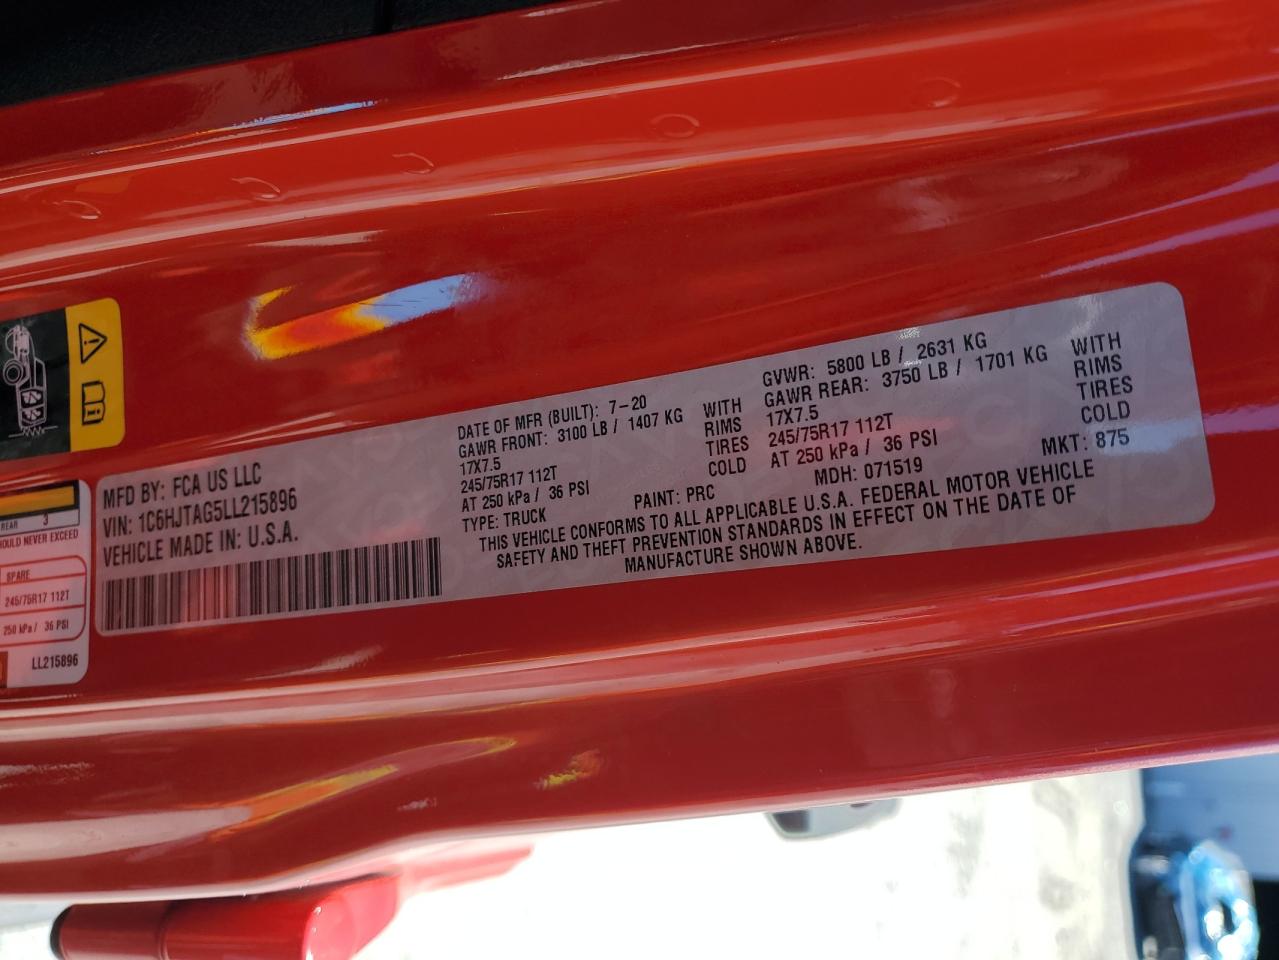 MFD BY: FCA US LLC
VIN: 1C6HJTAG5LL215896
VEHICLE MADE IN: U.S.A.
DATE OF MFR (BUILT): 7-20
GAWR FRONT: 3100 LB / 1407 KG WITH
17X7.5 RIMS
245/75R17 112T TIRES
AT 250 kPa / 36 PSI COLD
TYPE: TRUCK PAINT: PRC
GVWR: 5800 LB / 2631 KG
GAWR REAR: 3750 LB / 1701 KG WITH
17X7.5 RIMS
245/75R17 112T TIRES
AT 250 kPa / 36 PSI COLD
MDH: 071519 MKT: 875
THIS VEHICLE CONFORMS TO ALL APPLICABLE U.S.A. FEDERAL MOTOR VEHICLE
SAFETY AND THEFT PREVENTION STANDARDS IN EFFECT ON THE DATE OF
MANUFACTURE SHOWN ABOVE.
REAR 3
SHOULD NEVER EXCEED
SPARE
245/75R17 112T
250 kPa / 36 PSI
LL215896